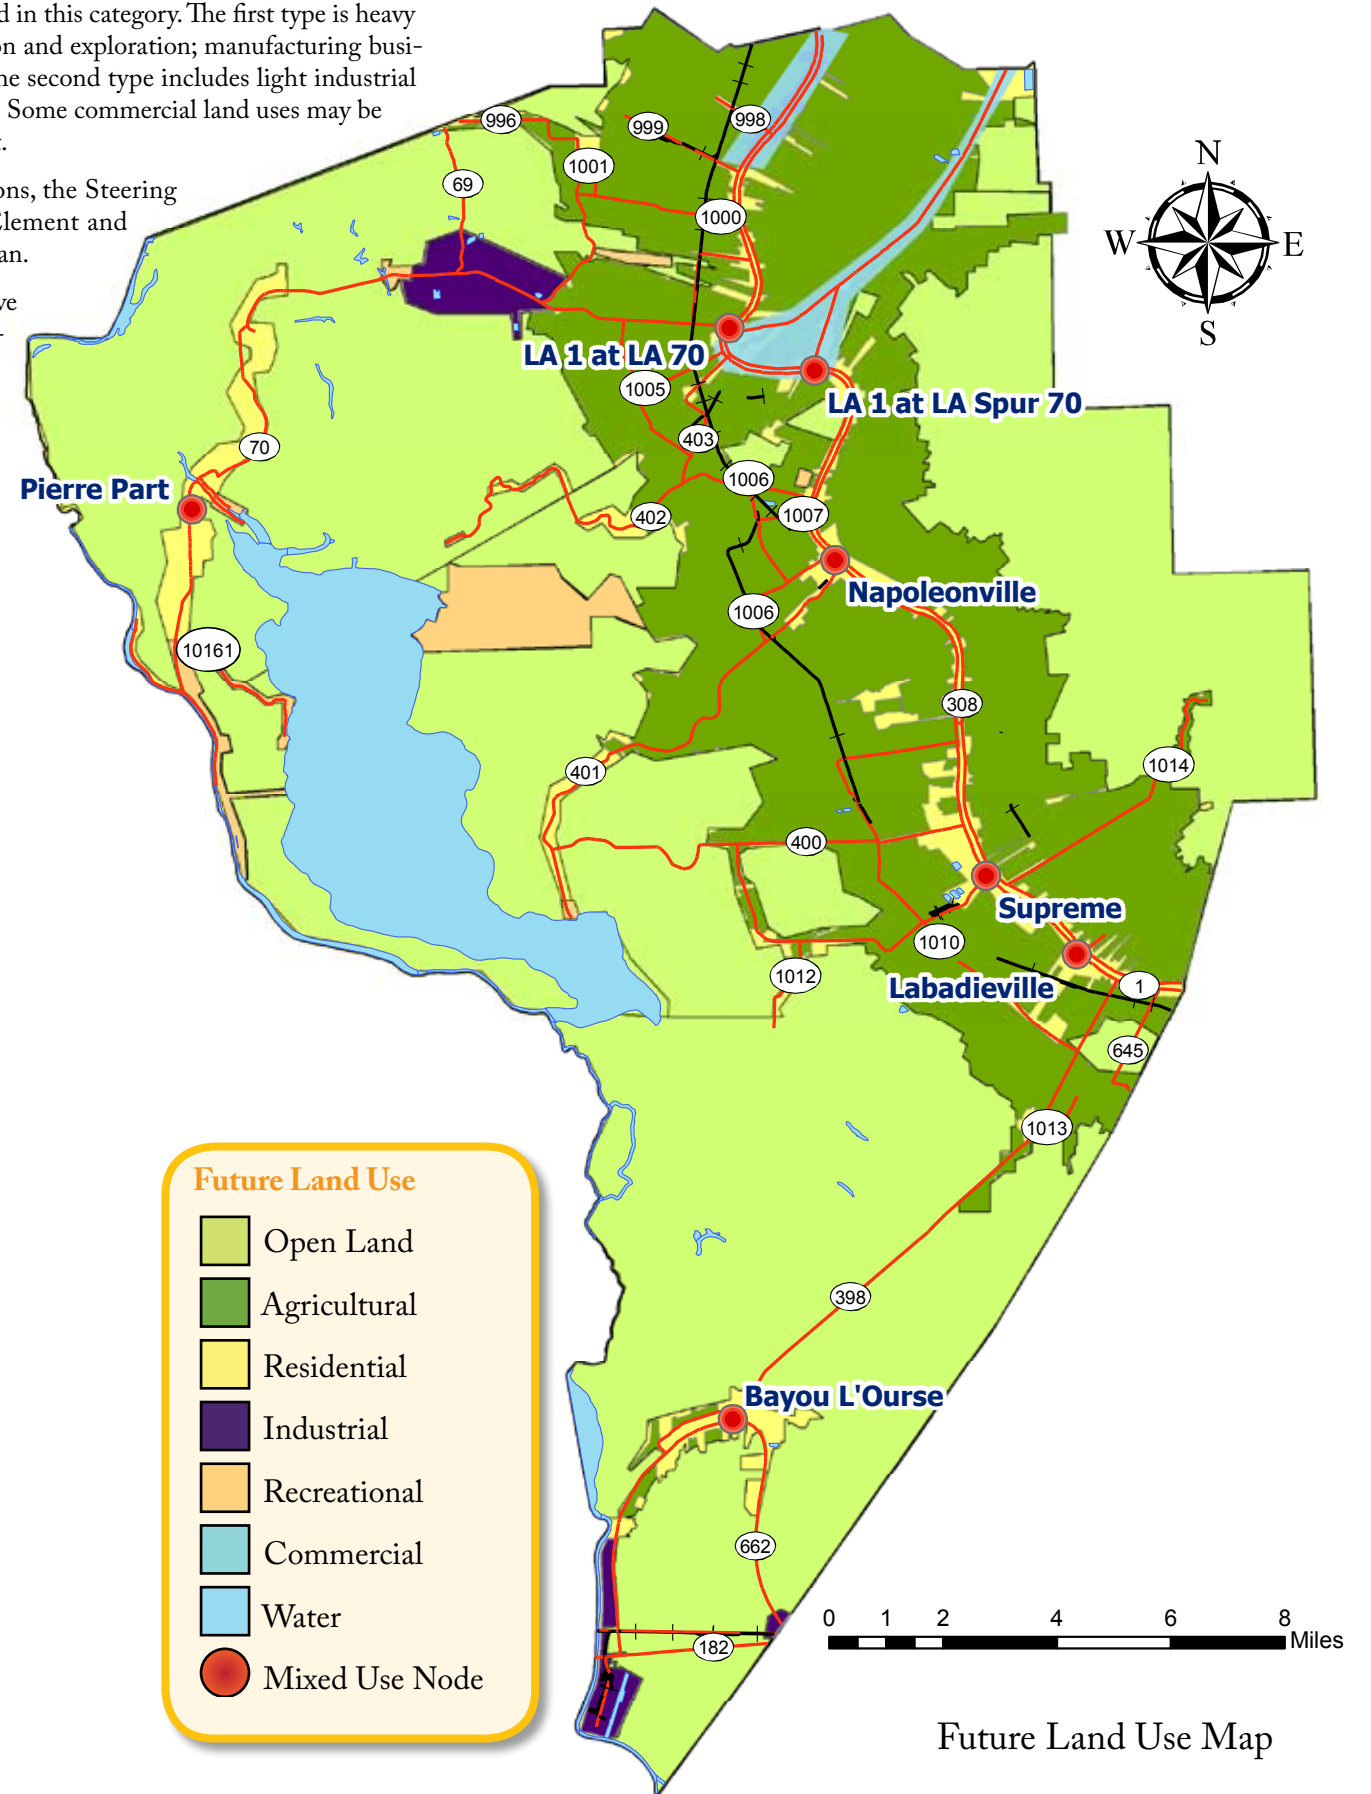 d in this category. The first type is heavy
on and exploration; manufacturing busi-
ne second type includes light industrial
. Some commercial land uses may be
t.
ons, the Steering
Clement and
an.
ve
-
N
W
E
S
996
999
998
1001
69
1000
LA 1 at LA 70
1005
LA 1 at LA Spur 70
403
70
1006
Pierre Part
402
1007
Napoleonville
1006
10161
308
401
1014
400
Supreme
1010
1012
Labadieville
1
645
1013
398
Bayou L'Ourse
662
182
Future Land Use
Open Land
Agricultural
Residential
Industrial
Recreational
Commercial
Water
Mixed Use Node
0 1 2 4 6 8
Miles
Future Land Use Map